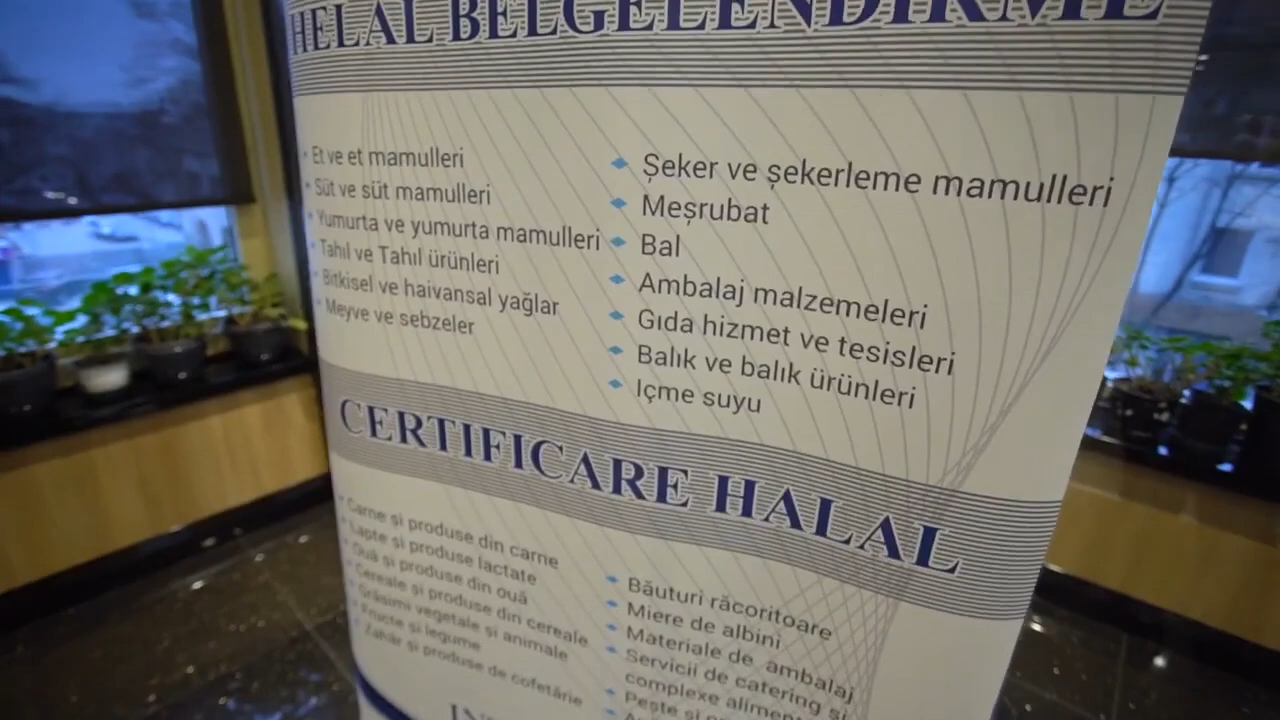 HELAL BELGELENDİRME
Et ve et mamulleri
Süt ve süt mamulleri
Yumurta ve yumurta mamulleri
Tahıl ve Tahıl ürünleri
Bitkisel ve haivansal yağlar
Meyve ve sebzeler
Şeker ve şekerleme mamulleri
Meşrubat
Bal
Ambalaj malzemeleri
Gıda hizmet ve tesisleri
Balık ve balık ürünleri
Içme suyu
CERTIFICARE HALAL
Carne și produse din carne
Lapte și produse lactate
Ouă și produse din ouă
Cereale și produse din cereale
Grăsimi vegetale și animale
Fructe și legume
Zahăr și produse de cofetărie
Băuturi răcoritoare
Miere de albini
Materiale de ambalaj
Servicii de catering și
complexe aliment
Pește și